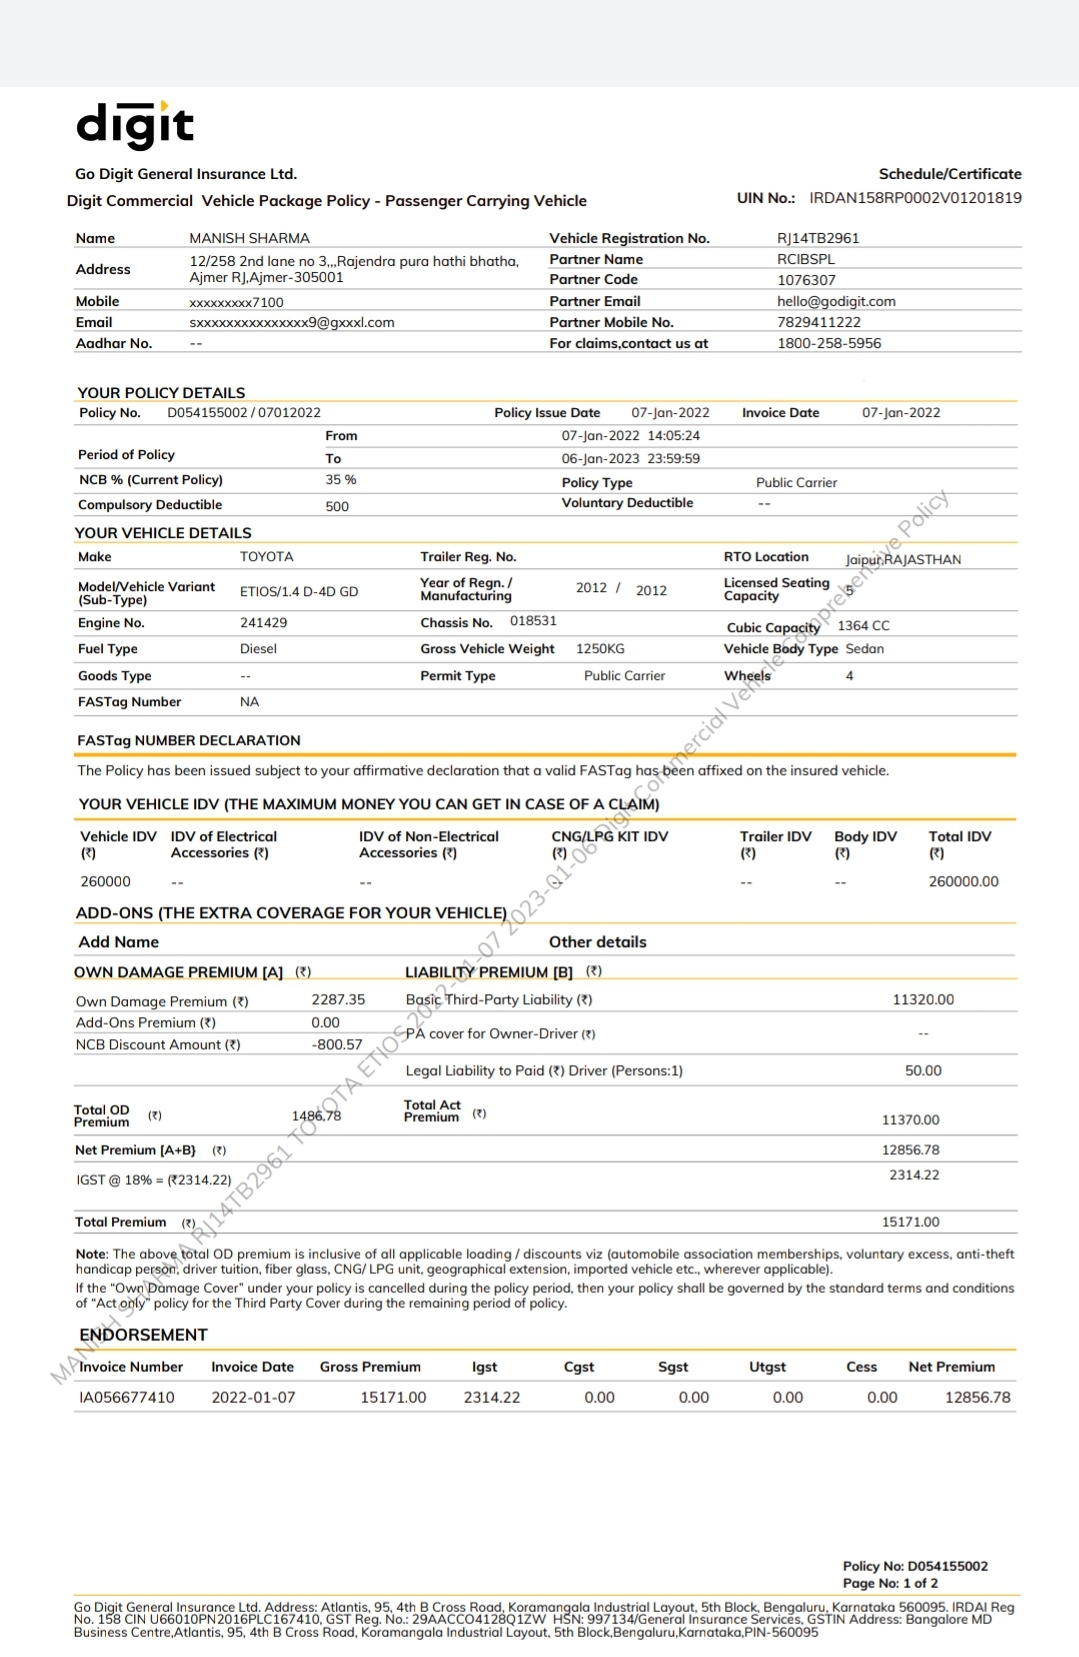 digit
Go Digit General Insurance Ltd. Schedule/Certificate
Digit Commercial Vehicle Package Policy - Passenger Carrying Vehicle UIN No.: IRDAN158RP0002V01201819
Name MANISH SHARMA Vehicle Registration No. RJ14TB2961
Address 12/258 2nd lane no 3,,,Rajendra pura hathi bhatha, Partner Name RCIBSPL
Ajmer RJ,Ajmer-305001 Partner Code 1076307
Mobile xxxxxxxxx7100 Partner Email hello@godigit.com
Email sxxxxxxxxxxxxxxx9@gxxxl.com Partner Mobile No. 7829411222
Aadhar No. -- For claims,contact us at 1800-258-5956
YOUR POLICY DETAILS
Policy No. D054155002 / 07012022 Policy Issue Date 07-Jan-2022 Invoice Date 07-Jan-2022
Period of Policy From 07-Jan-2022 14:05:24
To 06-Jan-2023 23:59:59
NCB % (Current Policy) 35 % Policy Type Public Carrier
Compulsory Deductible 500 Voluntary Deductible --
YOUR VEHICLE DETAILS
Make TOYOTA Trailer Reg. No. RTO Location Jaipur,RAJASTHAN
Model/Vehicle Variant (Sub-Type) ETIOS/1.4 D-4D GD Year of Regn. / Manufacturing 2012 / 2012 Licensed Seating Capacity 5
Engine No. 241429 Chassis No. 018531 Cubic Capacity 1364 CC
Fuel Type Diesel Gross Vehicle Weight 1250KG Vehicle Body Type Sedan
Goods Type -- Permit Type Public Carrier Wheels 4
FASTag Number NA
FASTag NUMBER DECLARATION
The Policy has been issued subject to your affirmative declaration that a valid FASTag has been affixed on the insured vehicle.
YOUR VEHICLE IDV (THE MAXIMUM MONEY YOU CAN GET IN CASE OF A CLAIM)
Vehicle IDV (₹) IDV of Electrical Accessories (₹) IDV of Non-Electrical Accessories (₹) CNG/LPG KIT IDV (₹) Trailer IDV (₹) Body IDV (₹) Total IDV (₹)
260000 -- -- -- -- -- 260000.00
ADD-ONS (THE EXTRA COVERAGE FOR YOUR VEHICLE)
Add Name Other details
OWN DAMAGE PREMIUM [A] (₹) LIABILITY PREMIUM [B] (₹)
Own Damage Premium (₹) 2287.35 Basic Third-Party Liability (₹) 11320.00
Add-Ons Premium (₹) 0.00 PA cover for Owner-Driver (₹) --
NCB Discount Amount (₹) -800.57
Legal Liability to Paid (₹) Driver (Persons:1) 50.00
Total OD Premium (₹) 1486.78 Total Act Premium (₹) 11370.00
Net Premium [A+B} (₹) 12856.78
IGST @ 18% = (₹2314.22) 2314.22
Total Premium (₹) 15171.00
Note: The above total OD premium is inclusive of all applicable loading / discounts viz (automobile association memberships, voluntary excess, anti-theft
handicap person, driver tuition, fiber glass, CNG/ LPG unit, geographical extension, imported vehicle etc., wherever applicable).
If the "Own Damage Cover" under your policy is cancelled during the policy period, then your policy shall be governed by the standard terms and conditions
of "Act only" policy for the Third Party Cover during the remaining period of policy.
ENDORSEMENT
Invoice Number Invoice Date Gross Premium Igst Cgst Sgst Utgst Cess Net Premium
IA056677410 2022-01-07 15171.00 2314.22 0.00 0.00 0.00 0.00 12856.78
MANISH SHARMA RJ14TB2961 TOYOTA ETIOS 2022-01-07 2023-01-06 Digit Commercial Vehicle Comprehensive Policy
Policy No: D054155002
Page No: 1 of 2
Go Digit General Insurance Ltd. Address: Atlantis, 95, 4th B Cross Road, Koramangala Industrial Layout, 5th Block, Bengaluru, Karnataka 560095. IRDAI Reg
No. 158 CIN U66010PN2016PLC167410, GST Reg. No.: 29AACCO4128Q1ZW HSN: 997134/General Insurance Services, GSTIN Address: Bangalore MD
Business Centre,Atlantis, 95, 4th B Cross Road, Koramangala Industrial Layout, 5th Block,Bengaluru,Karnataka,PIN-560095